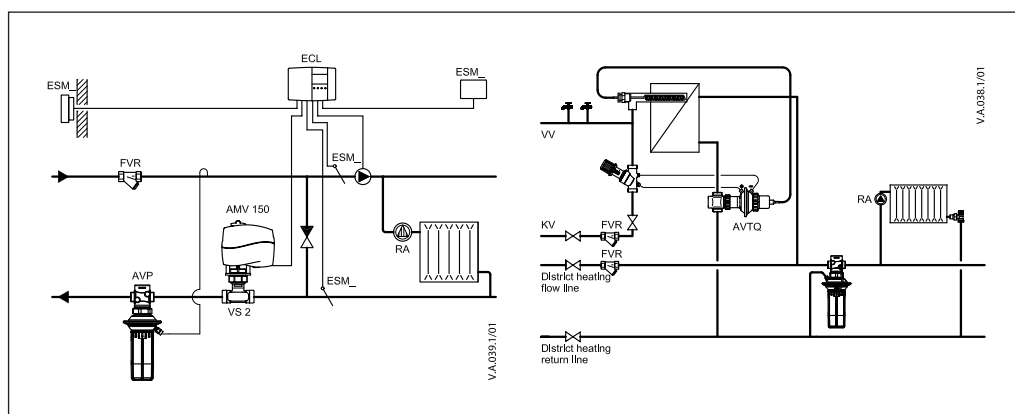 ECL
ESM_
ESM_
FVR
ESM_
AMV 150
RA
AVP
ESM_
VS 2
V.A.039.1/01
V.A.038.1/01
VV
RA
AVTQ
KV
FVR
FVR
District heating
flow line
District heating
return line